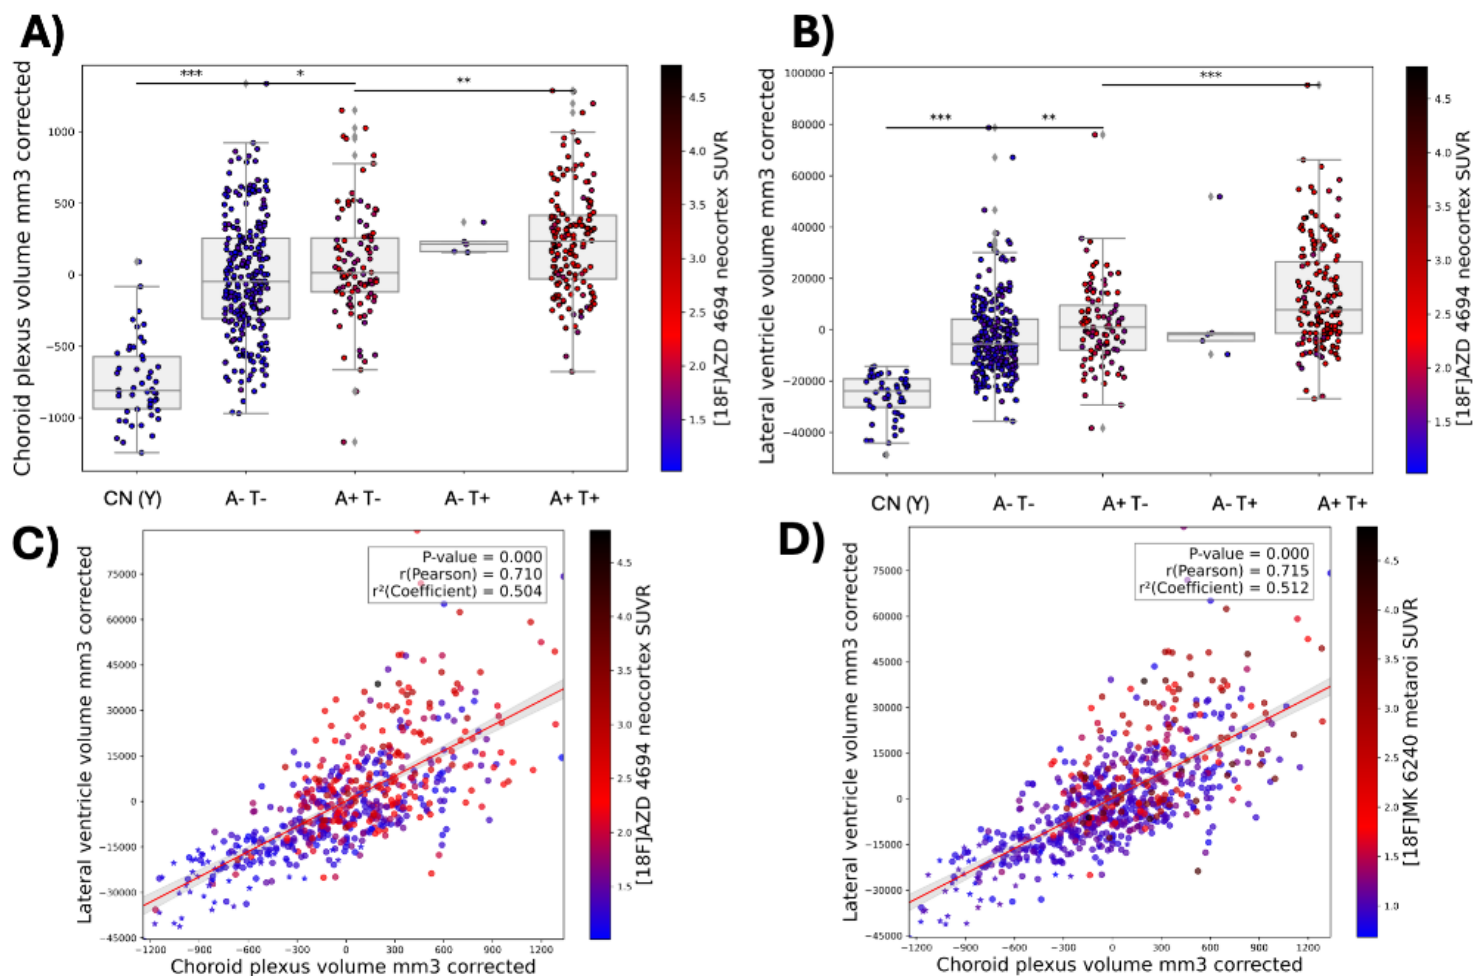 A)
Choroid plexus volume mm3 corrected
1000
500
0
−500
−1000
***
*
**
CN (Y)
A- T-
A+ T-
A- T+
A+ T+
4.5
4.0
3.5
3.0
2.5
2.0
1.5
[18F]AZD 4694 neocortex SUVR
B)
Lateral ventricle volume mm3 corrected
100000
80000
60000
40000
20000
0
−20000
−40000
***
**
***
CN (Y)
A- T-
A+ T-
A- T+
A+ T+
4.5
4.0
3.5
3.0
2.5
2.0
1.5
[18F]AZD 4694 neocortex SUVR
C)
Lateral ventricle volume mm3 corrected
75000
60000
45000
30000
15000
0
−15000
−30000
−45000
P-value = 0.000
r(Pearson) = 0.710
r²(Coefficient) = 0.504
−1200
−900
−600
−300
0
300
600
900
1200
Choroid plexus volume mm3 corrected
4.5
4.0
3.5
3.0
2.5
2.0
1.5
[18F]AZD 4694 neocortex SUVR
D)
Lateral ventricle volume mm3 corrected
75000
60000
45000
30000
15000
0
−15000
−30000
−45000
P-value = 0.000
r(Pearson) = 0.715
r²(Coefficient) = 0.512
−1200
−900
−600
−300
0
300
600
900
1200
Choroid plexus volume mm3 corrected
4.5
4.0
3.5
3.0
2.5
2.0
1.5
1.0
[18F]MK 6240 metaroi SUVR